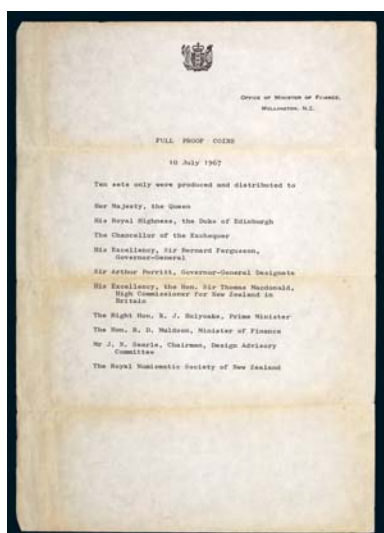 OFFICE OF MINISTER OF FINANCE,
WELLINGTON, N.Z.
FULL PROOF COINS
10 July 1967
Ten sets only were produced and distributed to
Her Majesty, the Queen
His Royal Highness, the Duke of Edinburgh
The Chancellor of the Exchequer
His Excellency, Sir Bernard Fergusson,
Governor-General
Sir Arthur Porritt, Governor-General Designate
His Excellency, the Hon. Sir Thomas Macdonald,
High Commissioner for New Zealand in
Britain
The Right Hon. K. J. Holyoake, Prime Minister
The Hon. R. D. Muldoon, Minister of Finance
Mr J. N. Searle, Chairman, Design Advisory
Committee
The Royal Numismatic Society of New Zealand